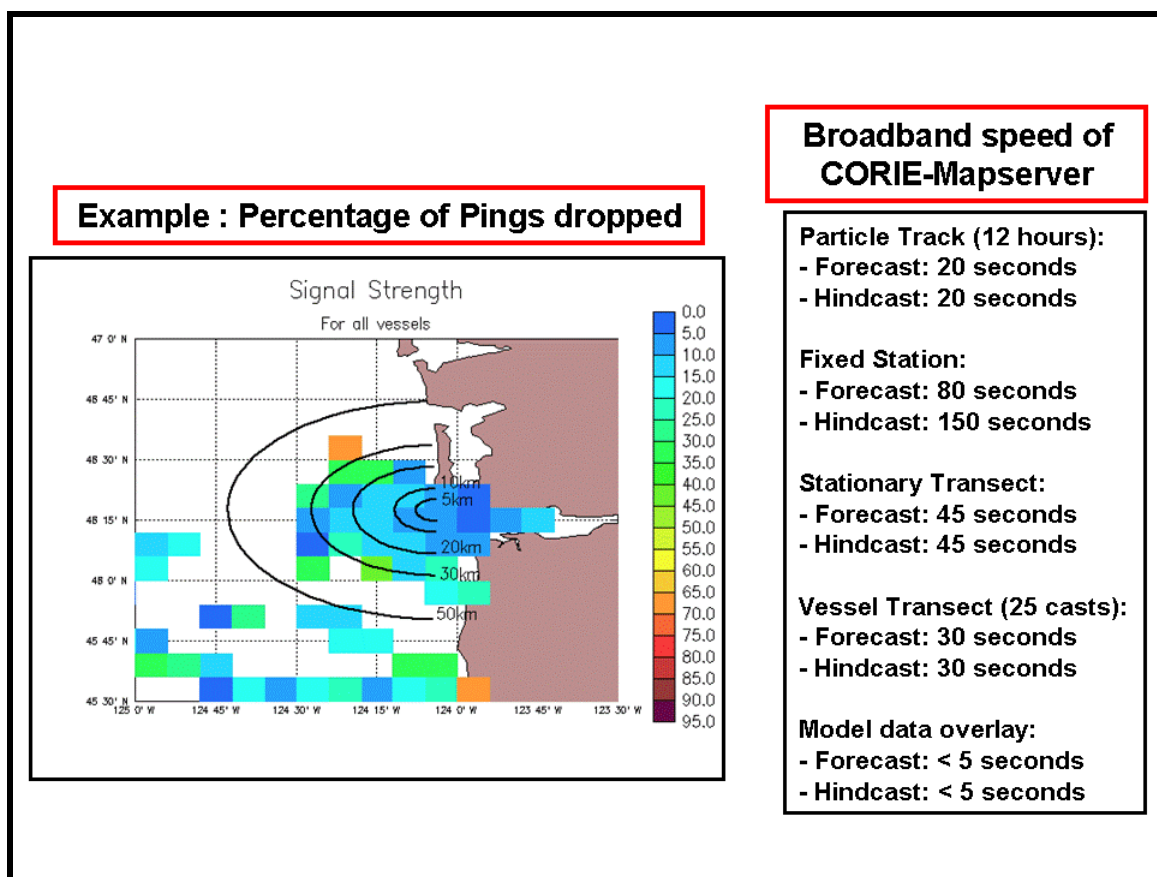 Broadband speed of
CORIE-Mapserver
Example : Percentage of Pings dropped
Signal Strength
For all vessels
47 0' N
46 45' N
46 30' N
46 15' N
46 0' N
45 45' N
45 30' N
125 0' W
124 45' W
124 30' W
124 15' W
124 0' W
123 45' W
123 30' W
10km
5km
20km
30km
50km
0.0
5.0
10.0
15.0
20.0
25.0
30.0
35.0
40.0
45.0
50.0
55.0
60.0
65.0
70.0
75.0
80.0
85.0
90.0
95.0
Particle Track (12 hours):
- Forecast: 20 seconds
- Hindcast: 20 seconds
Fixed Station:
- Forecast: 80 seconds
- Hindcast: 150 seconds
Stationary Transect:
- Forecast: 45 seconds
- Hindcast: 45 seconds
Vessel Transect (25 casts):
- Forecast: 30 seconds
- Hindcast: 30 seconds
Model data overlay:
- Forecast: < 5 seconds
- Hindcast: < 5 seconds